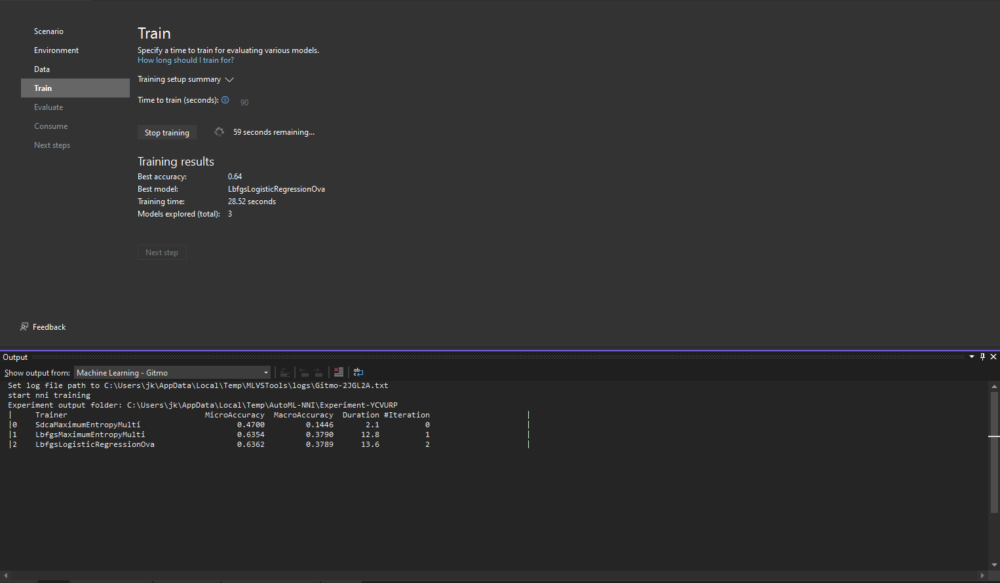 Scenario
Environment
Data
Train
Evaluate
Consume
Next steps
Train
Specify a time to train for evaluating various models.
How long should I train for?
Training setup summary
Time to train (seconds): 90
Stop training 59 seconds remaining...
Training results
Best accuracy: 0.64
Best model: LbfgsLogisticRegressionOva
Training time: 28.52 seconds
Models explored (total): 3
Next step
Feedback
Output
Show output from: Machine Learning - Gitmo
Set log file path to C:\Users\jk\AppData\Local\Temp\MLVSTools\logs\Gitmo-2JGL2A.txt
start nni training
Experiment output folder: C:\Users\jk\AppData\Local\Temp\AutoML-NNI\Experiment-YCVURP
| Trainer MicroAccuracy MacroAccuracy Duration #Iteration |
|0 SdcaMaximumEntropyMulti 0.4700 0.1446 2.1 0 |
|1 LbfgsMaximumEntropyMulti 0.6354 0.3790 12.8 1 |
|2 LbfgsLogisticRegressionOva 0.6362 0.3789 13.6 2 |